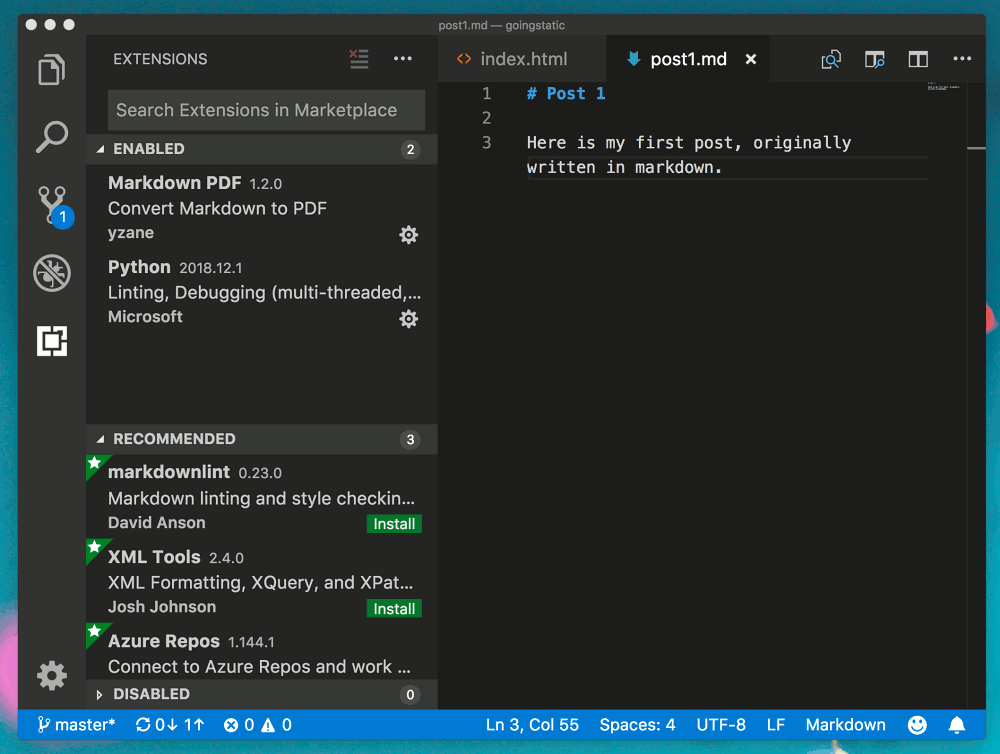 post1.md — goingstatic
EXTENSIONS
Search Extensions in Marketplace
ENABLED 2
Markdown PDF 1.2.0
Convert Markdown to PDF
yzane
Python 2018.12.1
Linting, Debugging (multi-threaded,...
Microsoft
RECOMMENDED 3
markdownlint 0.23.0
Markdown linting and style checkin...
David Anson Install
XML Tools 2.4.0
XML Formatting, XQuery, and XPat...
Josh Johnson Install
Azure Repos 1.144.1
Connect to Azure Repos and work ...
DISABLED 0
1
<> index.html post1.md ×
1 # Post 1
2
3 Here is my first post, originally
written in markdown.
master* 0↓ 1↑ 0 0 Ln 3, Col 55 Spaces: 4 UTF-8 LF Markdown